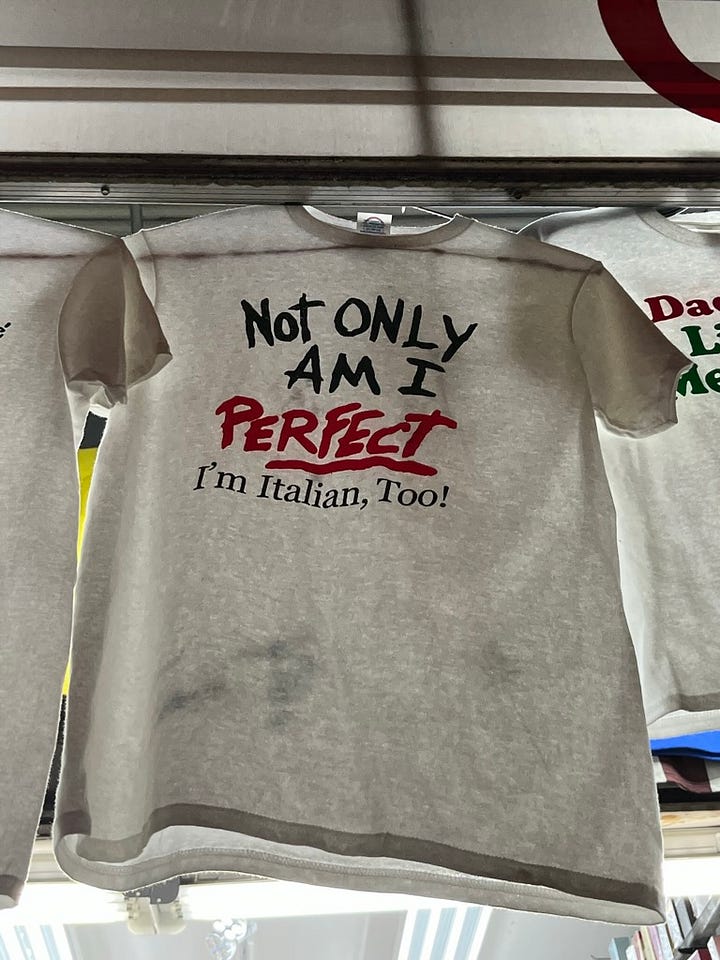 Not ONLY
AM I
PERFECT
I'm Italian, Too!